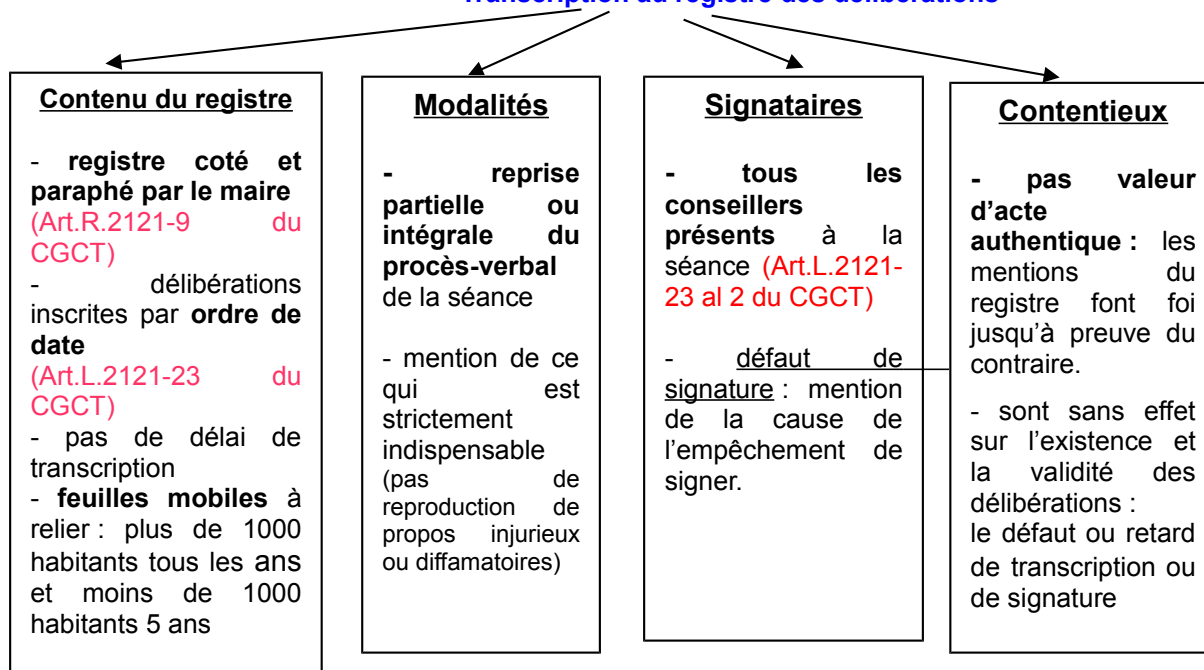 Transcription au registre des délibérations
Contenu du registre
- registre coté et
paraphé par le maire
(Art.R.2121-9 du
CGCT)
- délibérations
inscrites par ordre de
date
(Art.L.2121-23 du
CGCT)
- pas de délai de
transcription
- feuilles mobiles à
relier : plus de 1000
habitants tous les ans
et moins de 1000
habitants 5 ans
Modalités
- reprise
partielle ou
intégrale du
procès-verbal
de la séance
- mention de ce
qui est
strictement
indispensable
(pas de
reproduction de
propos injurieux
ou diffamatoires)
Signataires
- tous les
conseillers
présents à la
séance (Art.L.2121-
23 al 2 du CGCT)
- défaut de
signature : mention
de la cause de
l’empêchement de
signer.
Contentieux
- pas valeur
d’acte
authentique : les
mentions du
registre font foi
jusqu’à preuve du
contraire.
- sont sans effet
sur l’existence et
la validité des
délibérations :
le défaut ou retard
de transcription ou
de signature